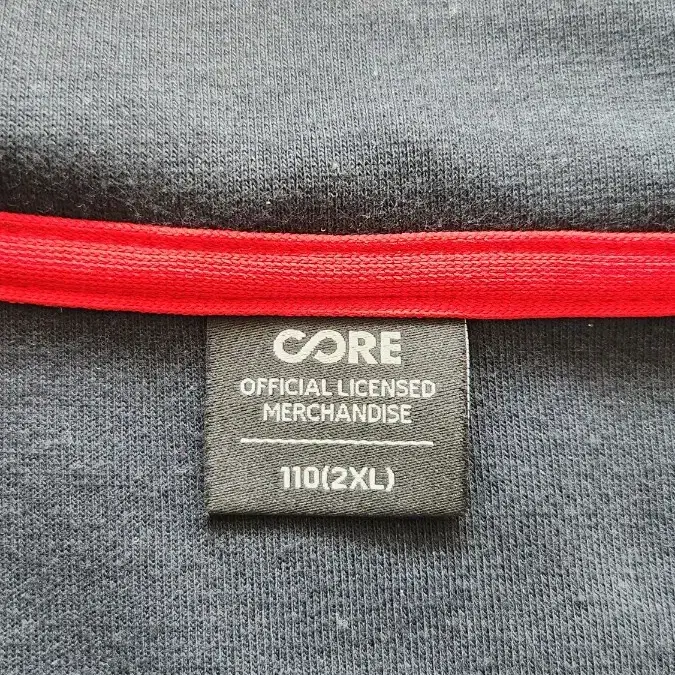 CORE
OFFICIAL LICENSED
MERCHANDISE
110(2XL)